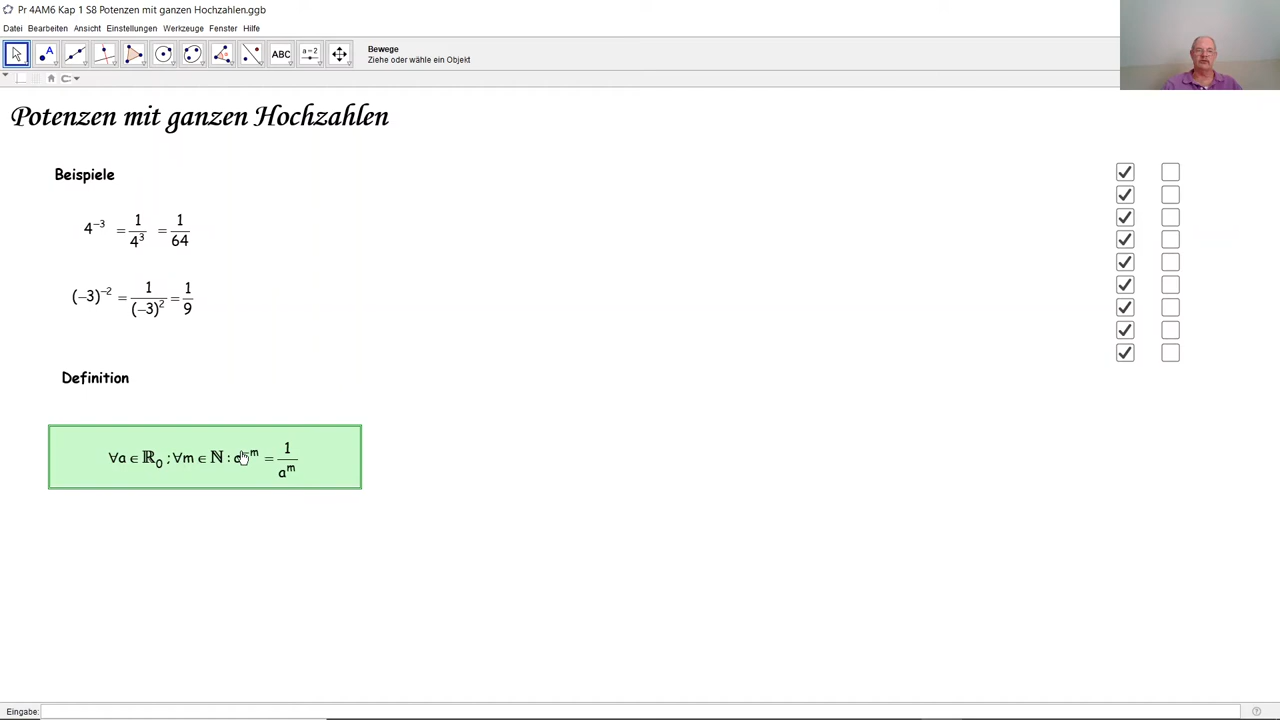 Pr 4AM6 Kap 1 S8 Potenzen mit ganzen Hochzahlen.ggb
Datei Bearbeiten Ansicht Einstellungen Werkzeuge Fenster Hilfe
ABC a=2 Bewege
Ziehe oder wähle ein Objekt
Potenzen mit ganzen Hochzahlen
Beispiele
4⁻³ = 1/4³ = 1/64
(−3)⁻² = 1/(−3)² = 1/9
Definition
∀a ∈ ℝ₀ ; ∀m ∈ ℕ : a⁻ᵐ = 1/aᵐ
Eingabe: